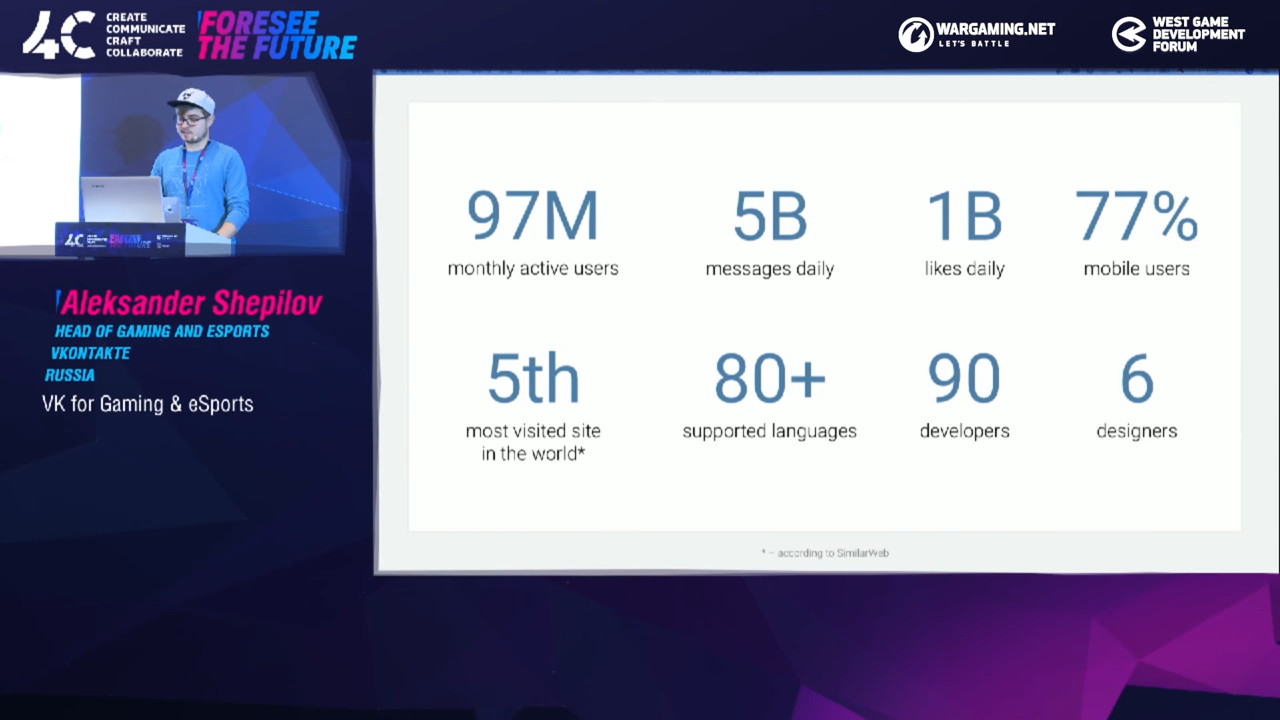 4C
CREATE
COMMUNICATE
CRAFT
COLLABORATE
FORESEE
THE FUTURE
WARGAMING.NET
LET'S BATTLE
WEST GAME
DEVELOPMENT
FORUM
Aleksander Shepilov
HEAD OF GAMING AND ESPORTS
VKONTAKTE
RUSSIA
VK for Gaming & eSports
97M
monthly active users
5B
messages daily
1B
likes daily
77%
mobile users
5th
most visited site
in the world*
80+
supported languages
90
developers
6
designers
* – according to SimilarWeb
4C